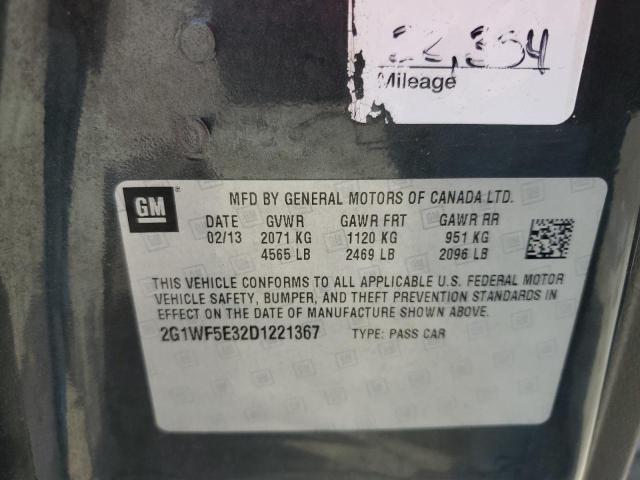 22,354
Mileage
GM
MFD BY GENERAL MOTORS OF CANADA LTD.
DATE GVWR GAWR FRT GAWR RR
02/13 2071 KG 1120 KG 951 KG
4565 LB 2469 LB 2096 LB
THIS VEHICLE CONFORMS TO ALL APPLICABLE U.S. FEDERAL MOTOR
VEHICLE SAFETY, BUMPER, AND THEFT PREVENTION STANDARDS IN
EFFECT ON THE DATE OF MANUFACTURE SHOWN ABOVE.
2G1WF5E32D1221367 TYPE: PASS CAR